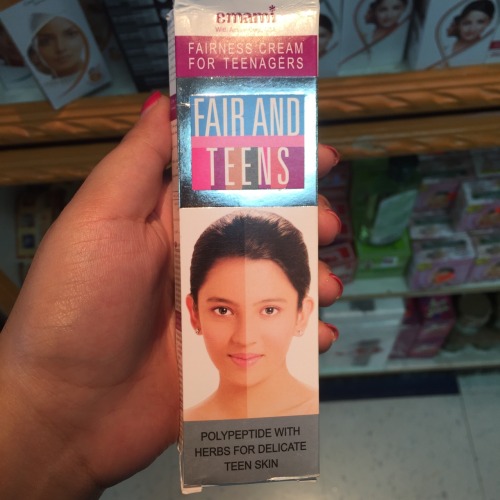 emami
FAIRNESS CREAM
FOR TEENAGERS
FAIR AND
TEENS
POLYPEPTIDE WITH
HERBS FOR DELICATE
TEEN SKIN